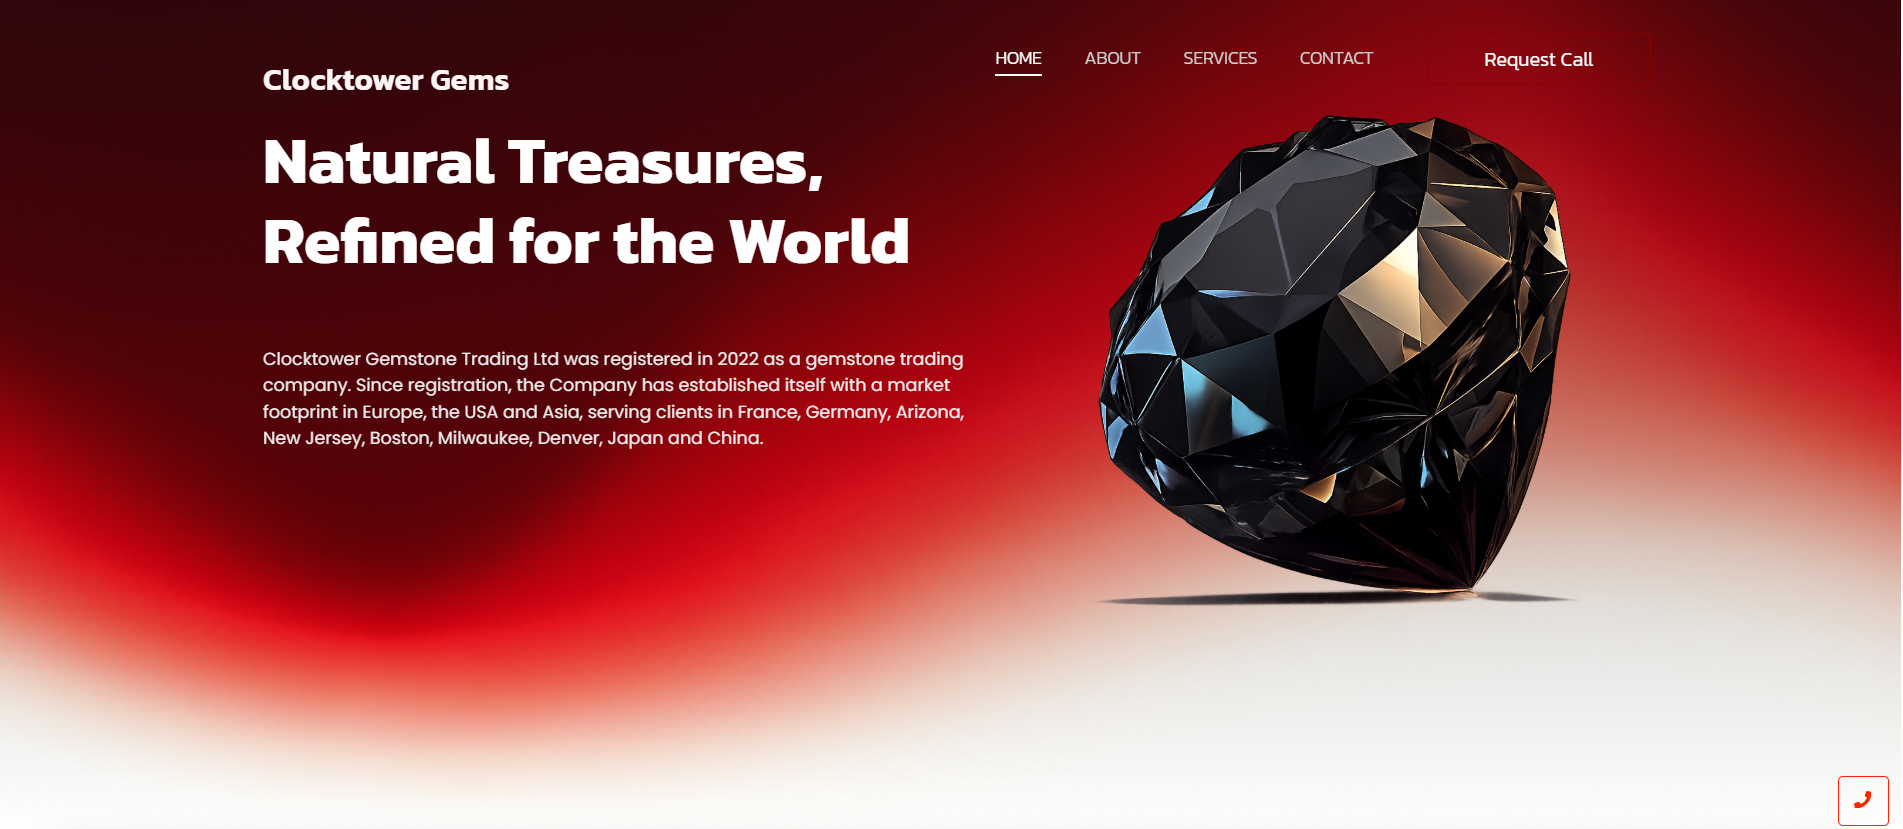 HOME ABOUT SERVICES CONTACT Request Call
Clocktower Gems
Natural Treasures,
Refined for the World
Clocktower Gemstone Trading Ltd was registered in 2022 as a gemstone trading
company. Since registration, the Company has established itself with a market
footprint in Europe, the USA and Asia, serving clients in France, Germany, Arizona,
New Jersey, Boston, Milwaukee, Denver, Japan and China.